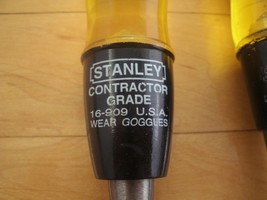 [STANLEY]
CONTRACTOR
GRADE
16-909 U.S.A.
WEAR GOGGLES